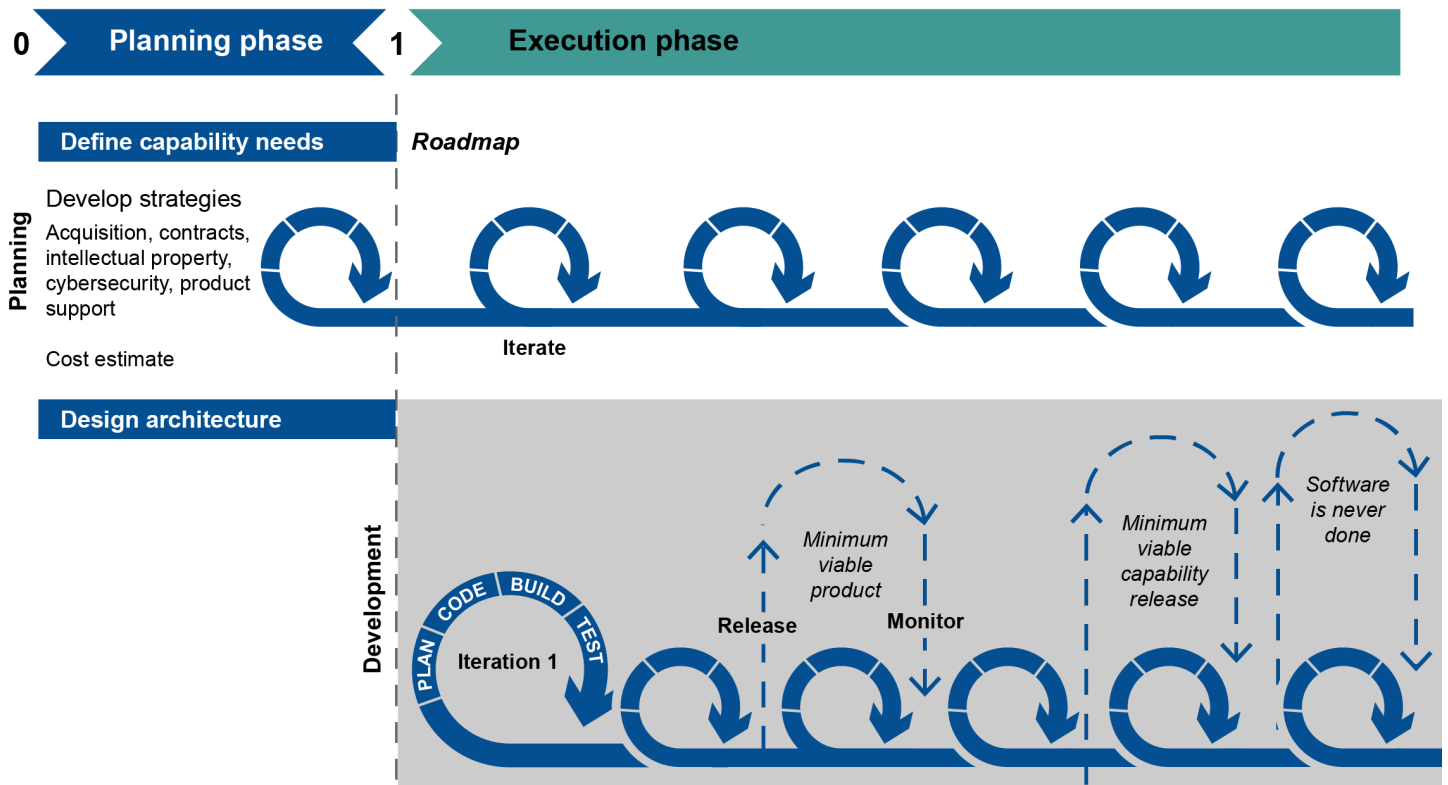 0
Planning phase
1
Execution phase
Define capability needs
Roadmap
Planning
Develop strategies
Acquisition, contracts,
intellectual property,
cybersecurity, product
support
Cost estimate
Iterate
Design architecture
Development
PLAN
CODE
BUILD
TEST
Iteration 1
Release
Minimum
viable
product
Monitor
Minimum
viable
capability
release
Software
is never
done